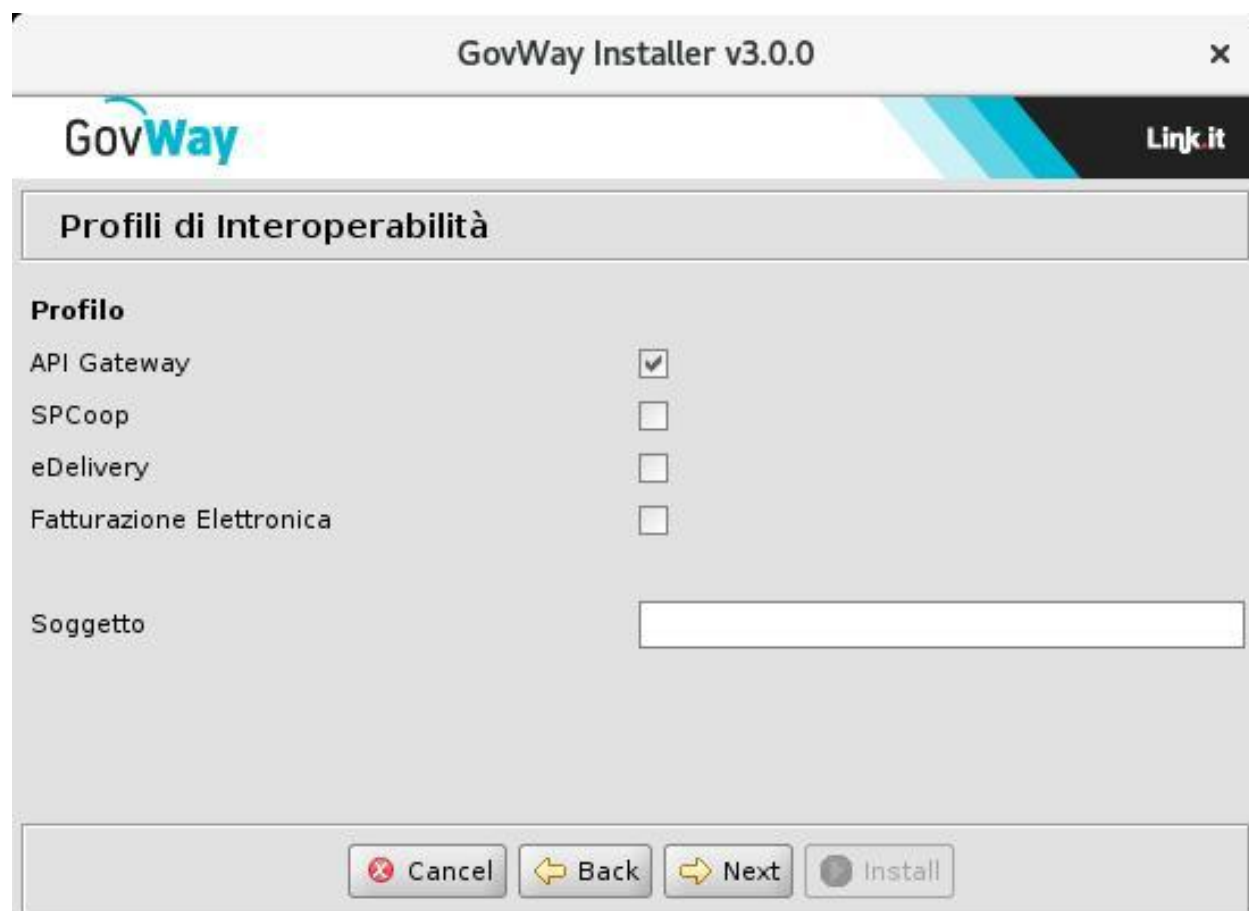 GovWay Installer v3.0.0
GovWay
Link.it
Profili di Interoperabilità
Profilo
API Gateway
SPCoop
eDelivery
Fatturazione Elettronica
Soggetto
Cancel Back Next Install